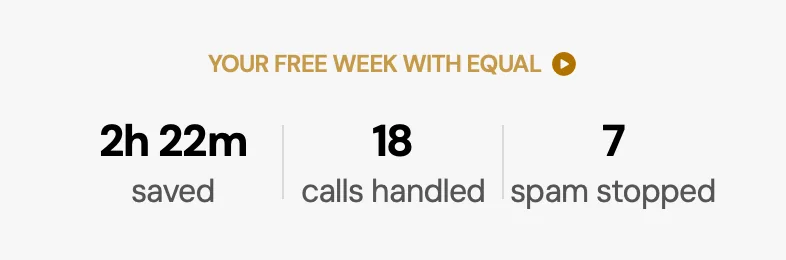 YOUR FREE WEEK WITH EQUAL
2h 22m 18 7
saved calls handled spam stopped